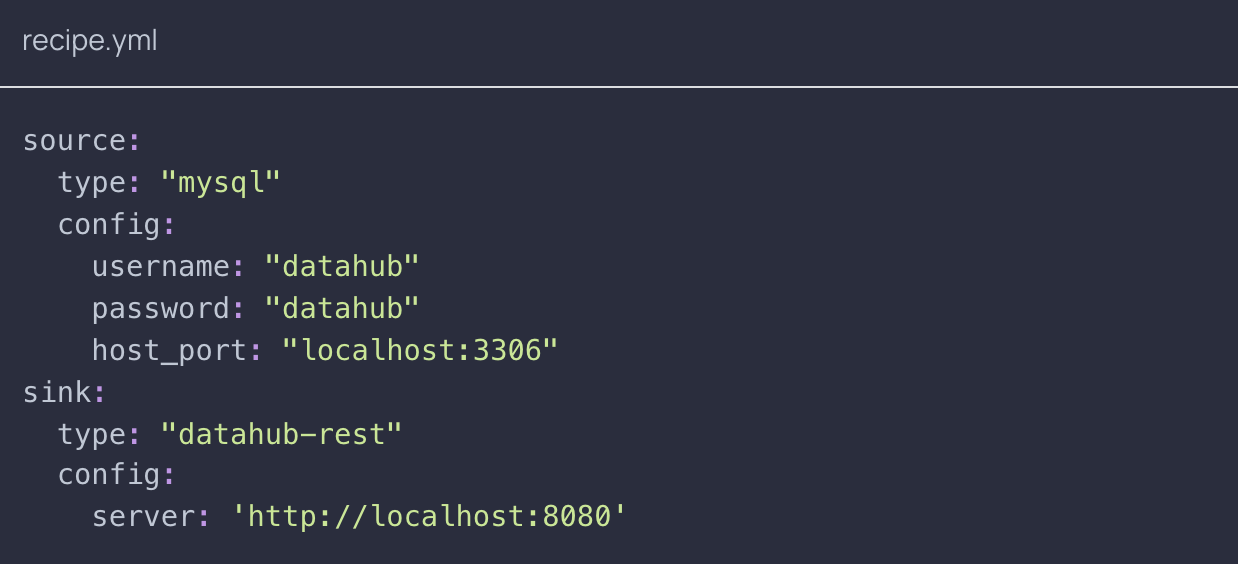 recipe.yml
source:
  type: "mysql"
  config:
    username: "datahub"
    password: "datahub"
    host_port: "localhost:3306"
sink:
  type: "datahub-rest"
  config:
    server: 'http://localhost:8080'